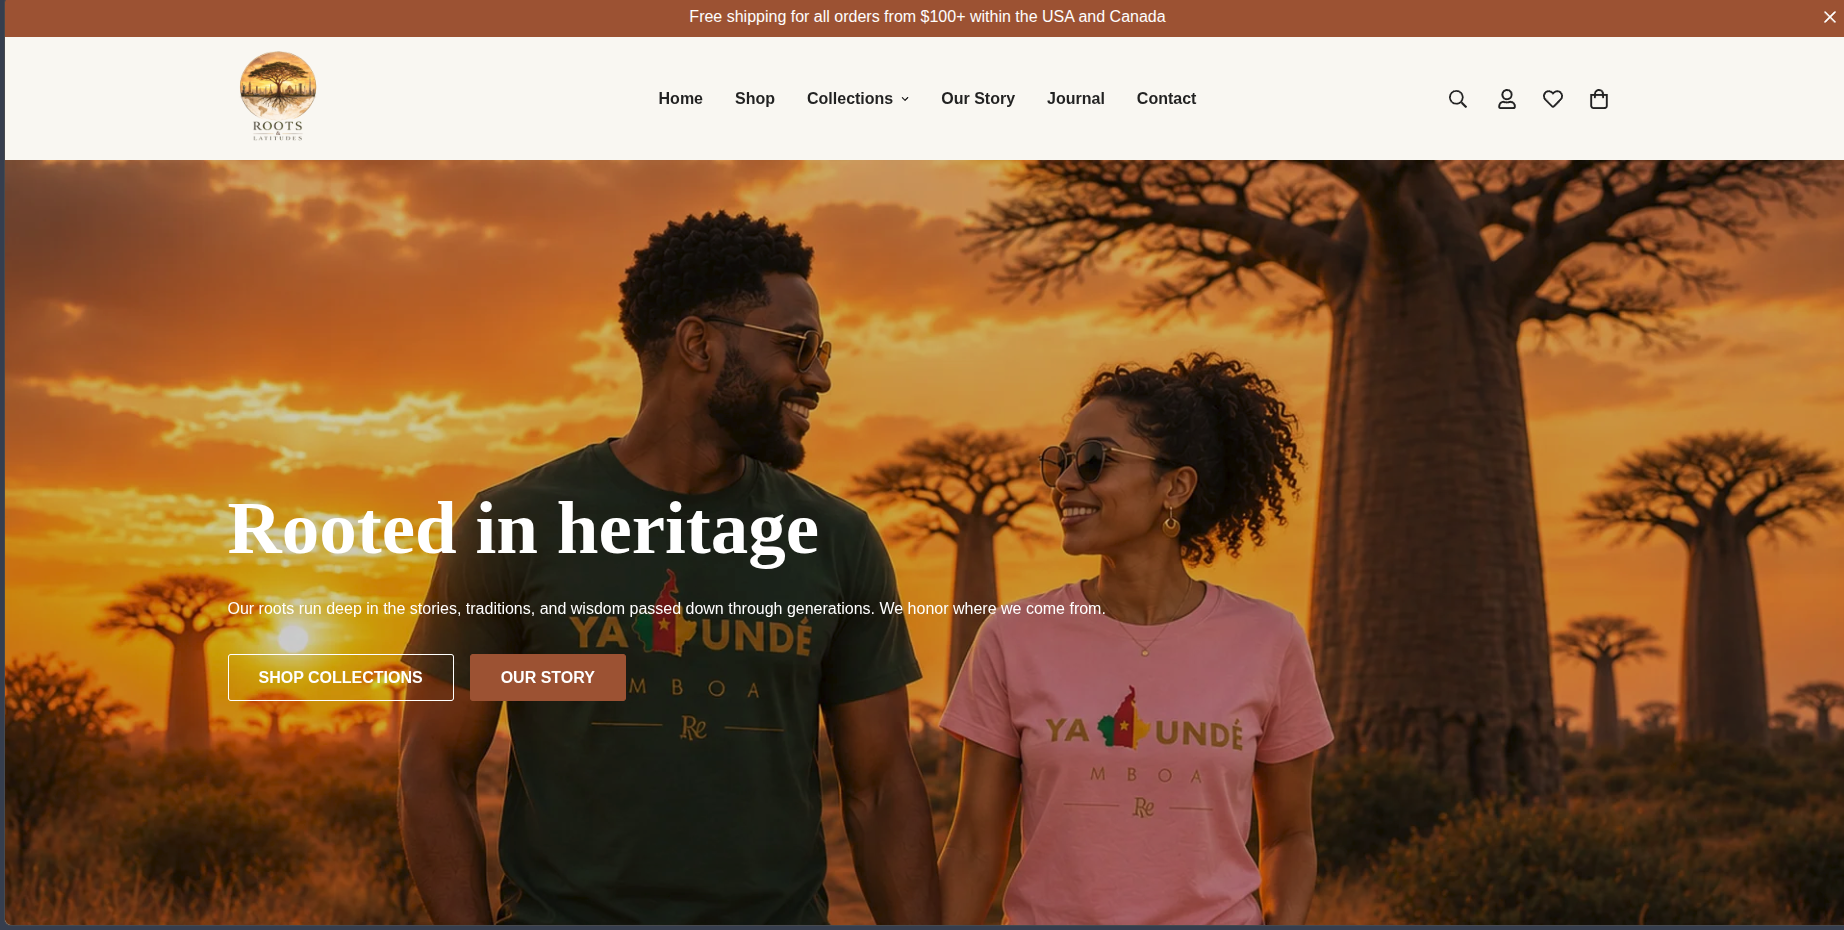 Free shipping for all orders from $100+ within the USA and Canada
ROOTS
&
LATITUDES
Home Shop Collections Our Story Journal Contact
Rooted in heritage
Our roots run deep in the stories, traditions, and wisdom passed down through generations. We honor where we come from.
SHOP COLLECTIONS OUR STORY
YA UNDÉ
M B O A
Re
YA UNDÉ
M B O A
Re